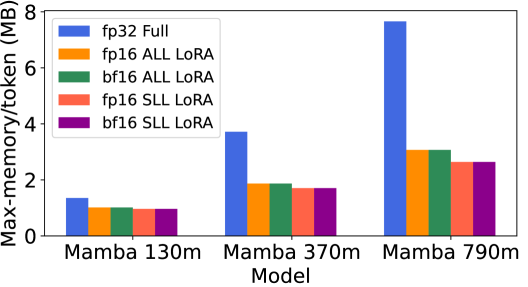 Max-memory/token (MB)
8
6
4
2
0
fp32 Full
fp16 ALL LoRA
bf16 ALL LoRA
fp16 SLL LoRA
bf16 SLL LoRA
Mamba 130m
Mamba 370m
Mamba 790m
Model